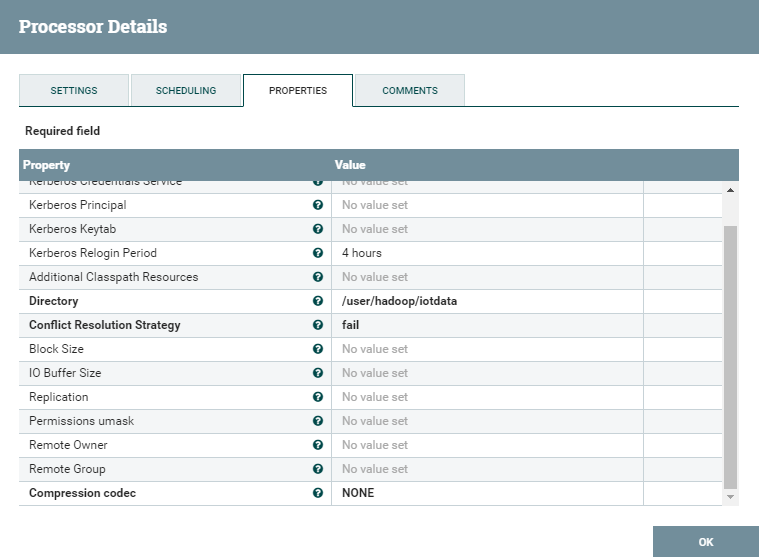 Processor Details
SETTINGS SCHEDULING PROPERTIES COMMENTS
Required field
Property Value
Kerberos Credentials Service ? No value set
Kerberos Principal ? No value set
Kerberos Keytab ? No value set
Kerberos Relogin Period ? 4 hours
Additional Classpath Resources ? No value set
Directory ? /user/hadoop/iotdata
Conflict Resolution Strategy ? fail
Block Size ? No value set
IO Buffer Size ? No value set
Replication ? No value set
Permissions umask ? No value set
Remote Owner ? No value set
Remote Group ? No value set
Compression codec ? NONE
OK